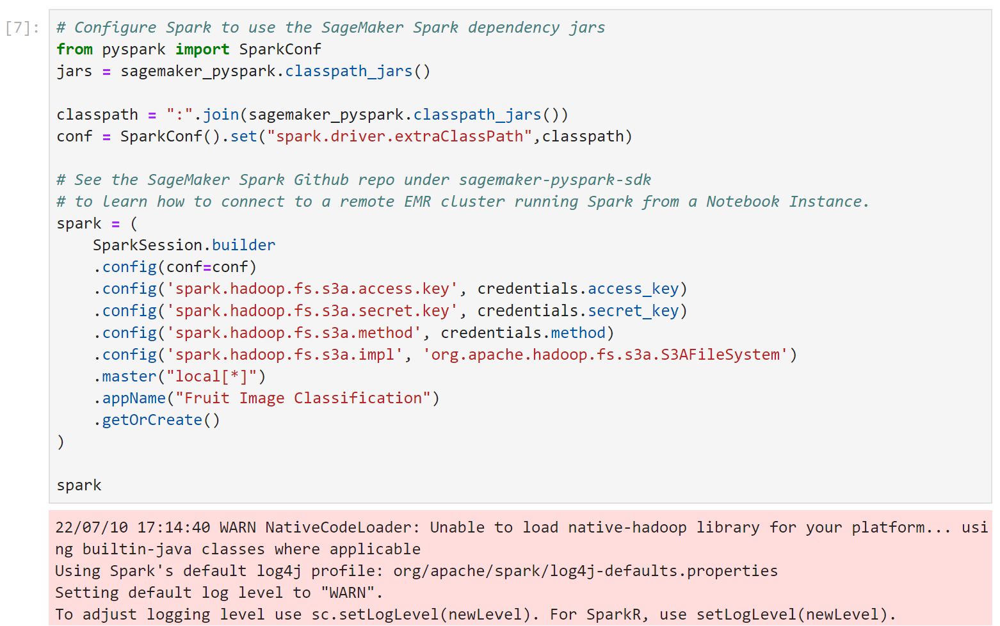 [7]:
# Configure Spark to use the SageMaker Spark dependency jars
from pyspark import SparkConf
jars = sagemaker_pyspark.classpath_jars()
classpath = ":".join(sagemaker_pyspark.classpath_jars())
conf = SparkConf().set("spark.driver.extraClassPath",classpath)
# See the SageMaker Spark Github repo under sagemaker-pyspark-sdk
# to learn how to connect to a remote EMR cluster running Spark from a Notebook Instance.
spark = (
    SparkSession.builder
    .config(conf=conf)
    .config('spark.hadoop.fs.s3a.access.key', credentials.access_key)
    .config('spark.hadoop.fs.s3a.secret.key', credentials.secret_key)
    .config('spark.hadoop.fs.s3a.method', credentials.method)
    .config('spark.hadoop.fs.s3a.impl', 'org.apache.hadoop.fs.s3a.S3AFileSystem')
    .master("local[*]")
    .appName("Fruit Image Classification")
    .getOrCreate()
)
spark
22/07/10 17:14:40 WARN NativeCodeLoader: Unable to load native-hadoop library for your platform... usi
ng builtin-java classes where applicable
Using Spark's default log4j profile: org/apache/spark/log4j-defaults.properties
Setting default log level to "WARN".
To adjust logging level use sc.setLogLevel(newLevel). For SparkR, use setLogLevel(newLevel).